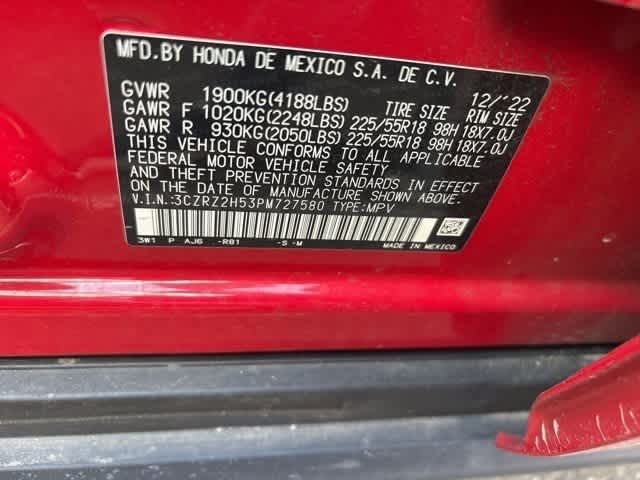 MFD.BY HONDA DE MEXICO S.A. DE C.V.
12/'22
GVWR 1900KG(4188LBS) TIRE SIZE RIM SIZE
GAWR F 1020KG(2248LBS) 225/55R18 98H 18X7.0J
GAWR R 930KG(2050LBS) 225/55R18 98H 18X7.0J
THIS VEHICLE CONFORMS TO ALL APPLICABLE
FEDERAL MOTOR VEHICLE SAFETY
AND THEFT PREVENTION STANDARDS IN EFFECT
ON THE DATE OF MANUFACTURE SHOWN ABOVE.
V.I.N.:3CZRZ2H53PM727580 TYPE:MPV
3W1 P AJ6 -R81 -S -M
MADE IN MEXICO